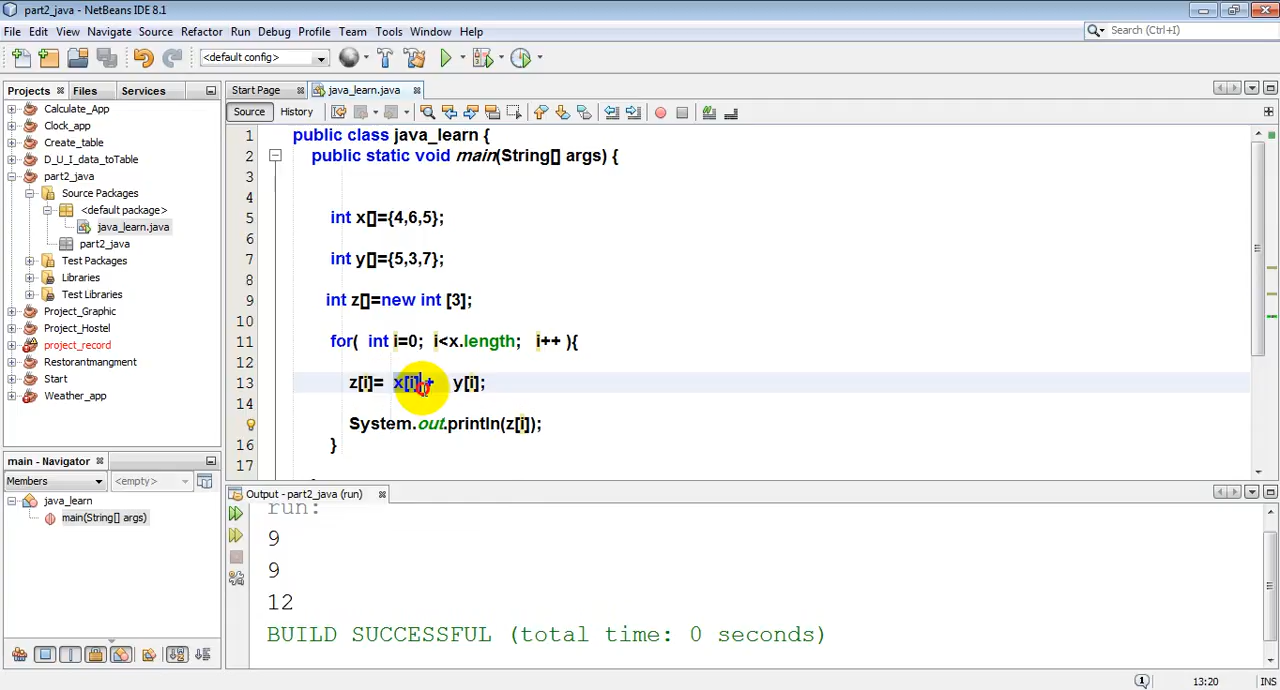 part2_java - NetBeans IDE 8.1
File Edit View Navigate Source Refactor Run Debug Profile Team Tools Window Help
Search (Ctrl+I)
<default config>
Projects Files Services
Start Page java_learn.java
Source History
Calculate_App
Clock_app
Create_table
D_U_I_data_toTable
part2_java
Source Packages
<default package>
java_learn.java
part2_java
Test Packages
Libraries
Test Libraries
Project_Graphic
Project_Hostel
project_record
Restorantmangment
Start
Weather_app
1 public class java_learn {
2 public static void main(String[] args) {
3
4
5 int x[]={4,6,5};
6
7 int y[]={5,3,7};
8
9 int z[]=new int [3];
10
11 for( int i=0; i<x.length; i++ ){
12
13 z[i]= x[i]+ y[i];
14
System.out.println(z[i]);
16 }
17
main - Navigator
Members <empty>
java_learn
main(String[] args)
Output - part2_java (run)
run:
9
9
12
BUILD SUCCESSFUL (total time: 0 seconds)
1 13:20 INS